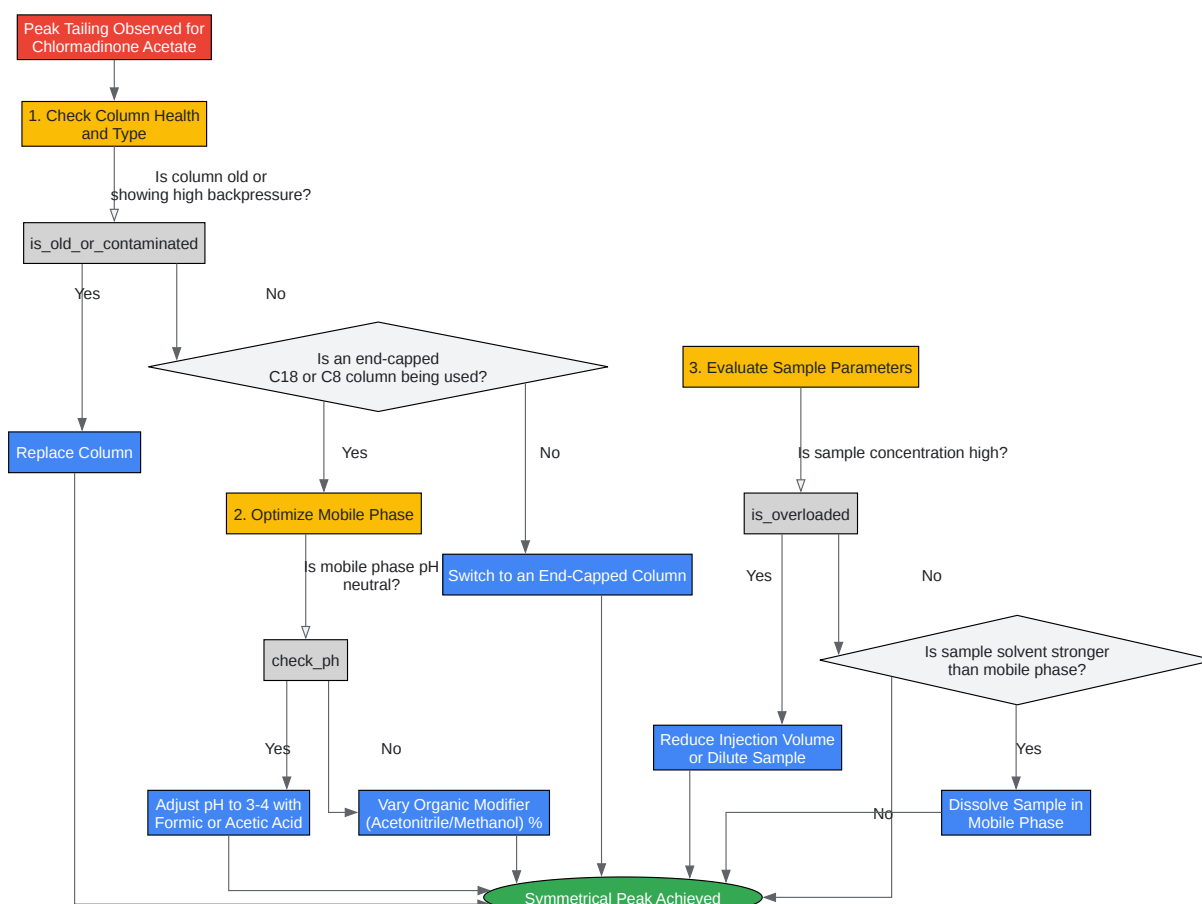 Peak Tailing Observed for
Chlormadinone Acetate
1. Check Column Health
and Type
Is column old or
showing high backpressure?
is_old_or_contaminated
Yes
No
Is an end-capped
C18 or C8 column being used?
3. Evaluate Sample Parameters
Replace Column
Yes
No
Is sample concentration high?
2. Optimize Mobile Phase
is_overloaded
Is mobile phase pH
neutral?
Switch to an End-Capped Column
Yes
No
check_ph
Is sample solvent stronger
than mobile phase?
Yes
No
Reduce Injection Volume
or Dilute Sample
Yes
Adjust pH to 3-4 with
Formic or Acetic Acid
Vary Organic Modifier
(Acetonitrile/Methanol) %
No
Dissolve Sample in
Mobile Phase
Symmetrical Peak Achieved